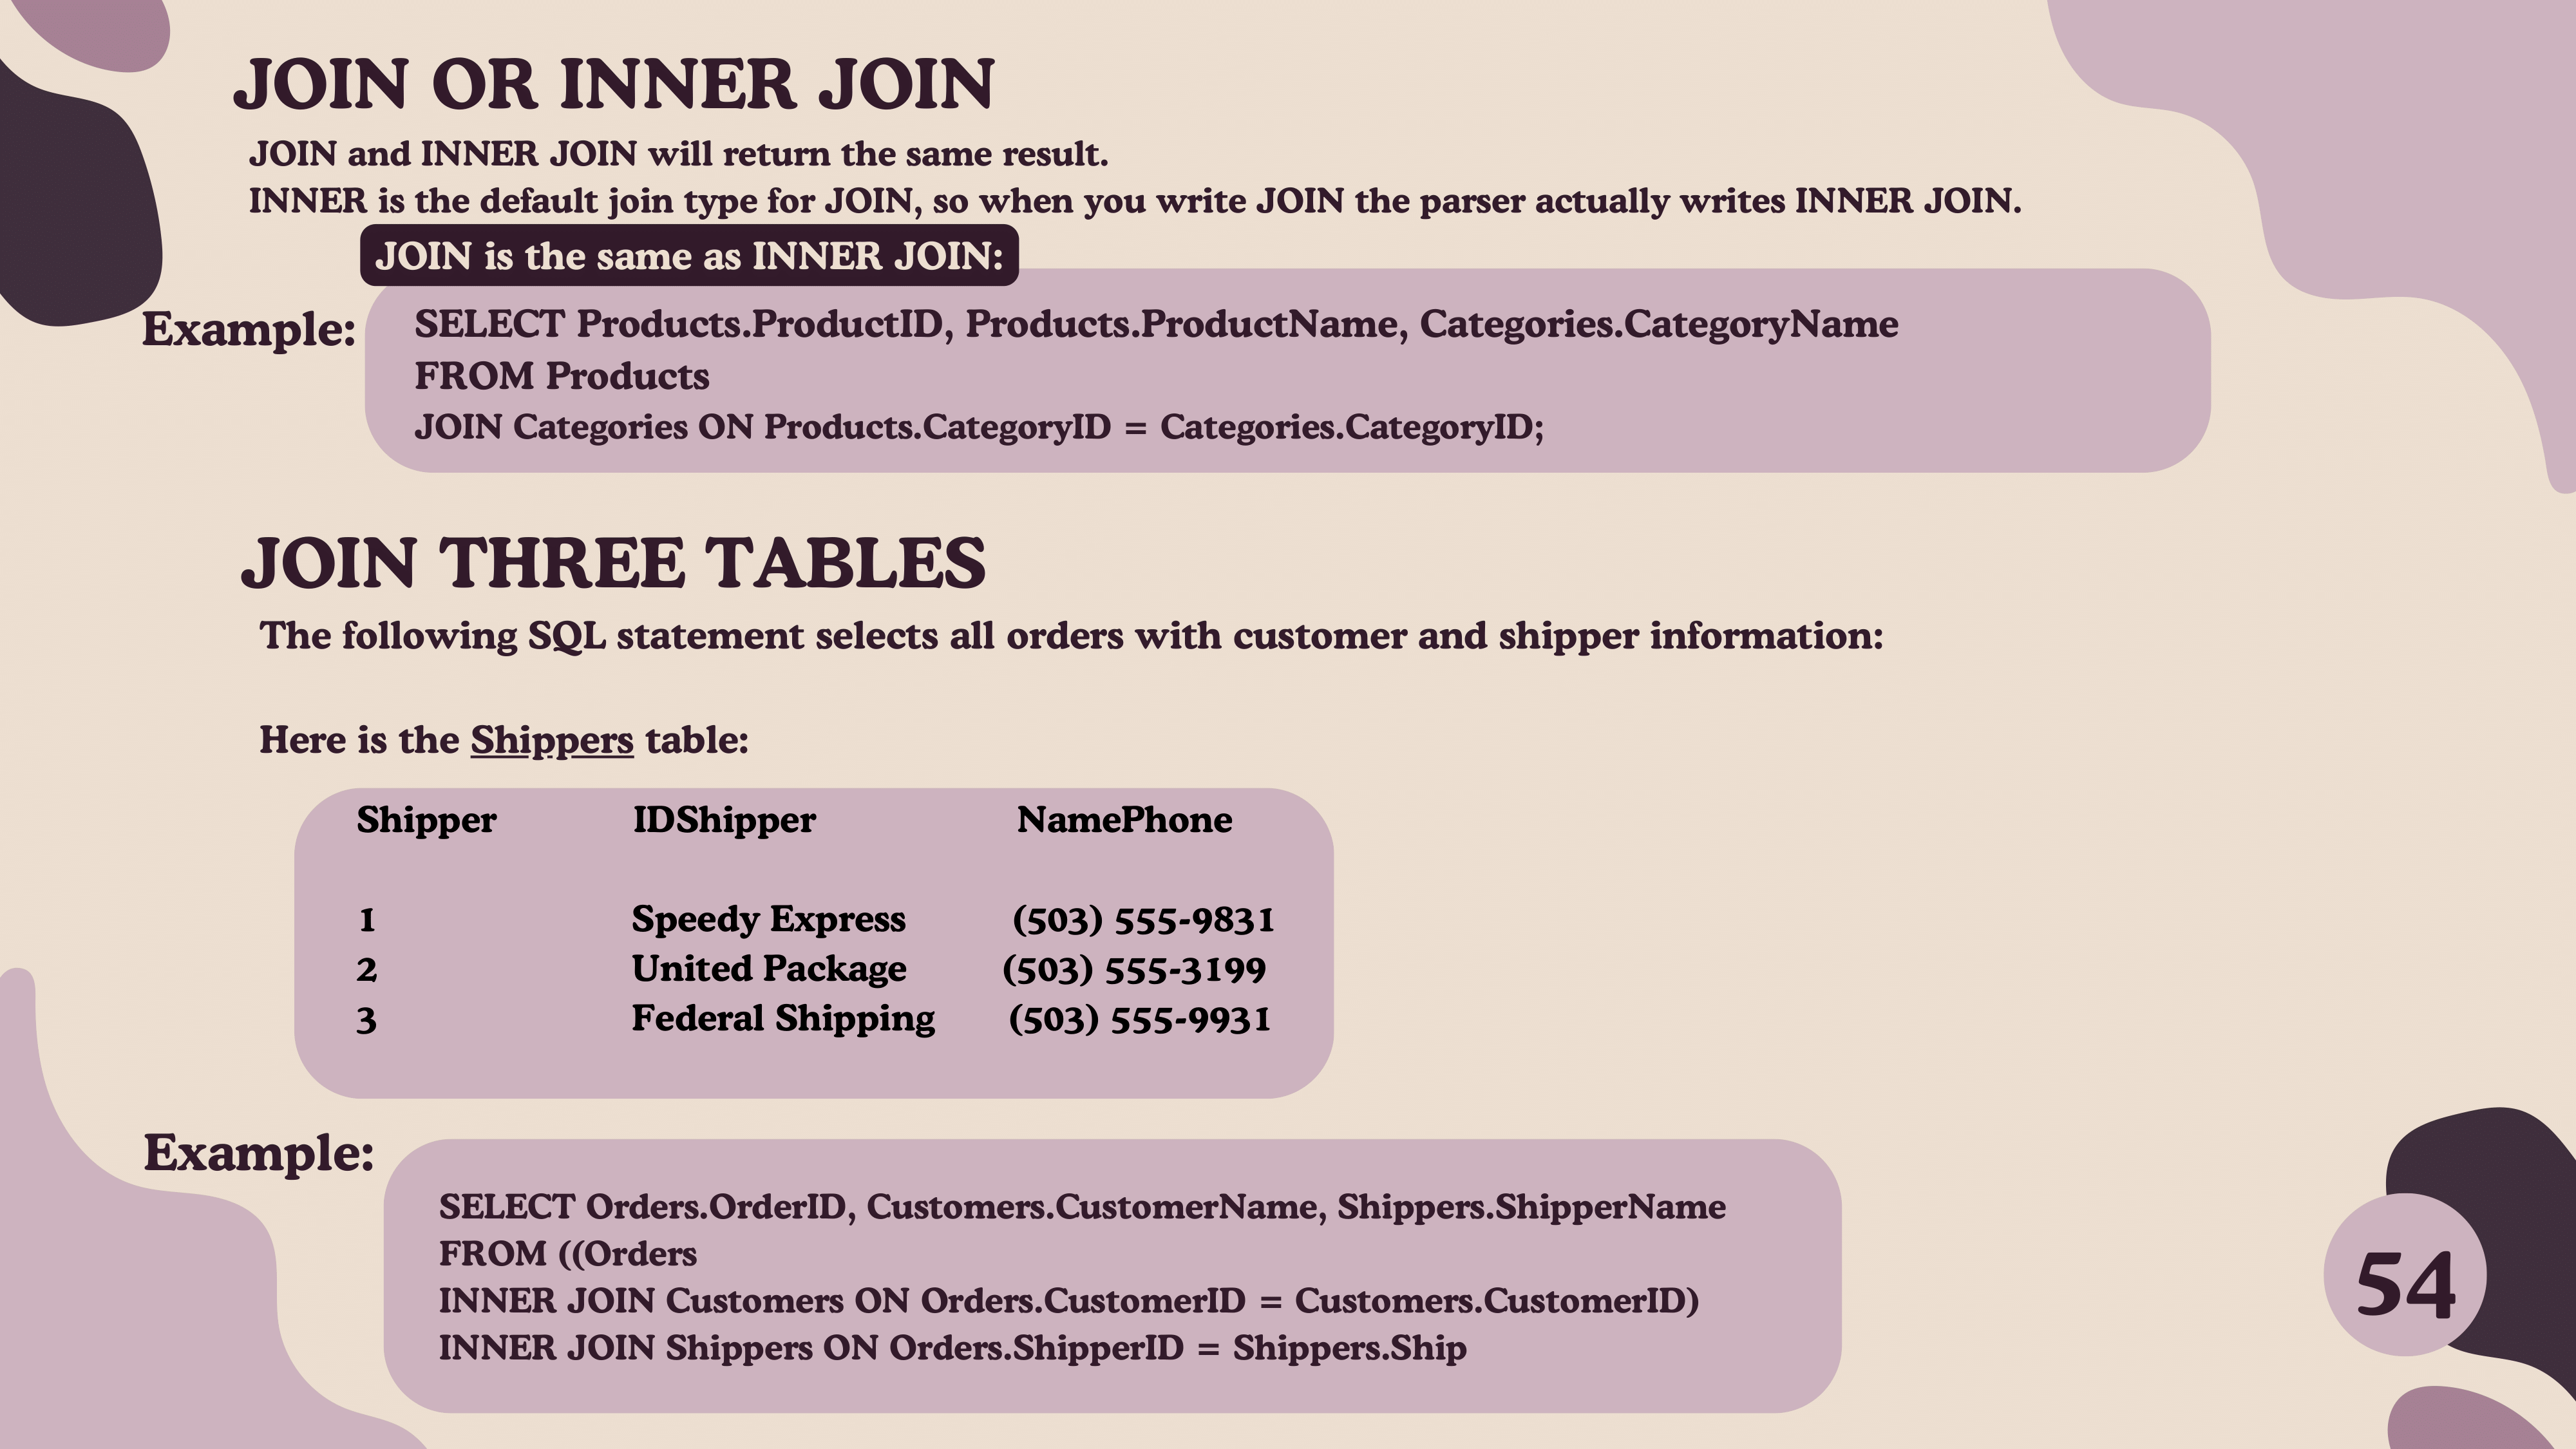 JOIN OR INNER JOIN
JOIN and INNER JOIN will return the same result.
INNER is the default join type for JOIN, so when you write JOIN the parser actually writes INNER JOIN.
JOIN is the same as INNER JOIN:
Example:
SELECT Products.ProductID, Products.ProductName, Categories.CategoryName
FROM Products
JOIN Categories ON Products.CategoryID = Categories.CategoryID;
JOIN THREE TABLES
The following SQL statement selects all orders with customer and shipper information:
Here is the Shippers table:
Shipper IDShipper NamePhone
1 Speedy Express (503) 555-9831
2 United Package (503) 555-3199
3 Federal Shipping (503) 555-9931
Example:
SELECT Orders.OrderID, Customers.CustomerName, Shippers.ShipperName
FROM ((Orders
INNER JOIN Customers ON Orders.CustomerID = Customers.CustomerID)
INNER JOIN Shippers ON Orders.ShipperID = Shippers.Ship
54